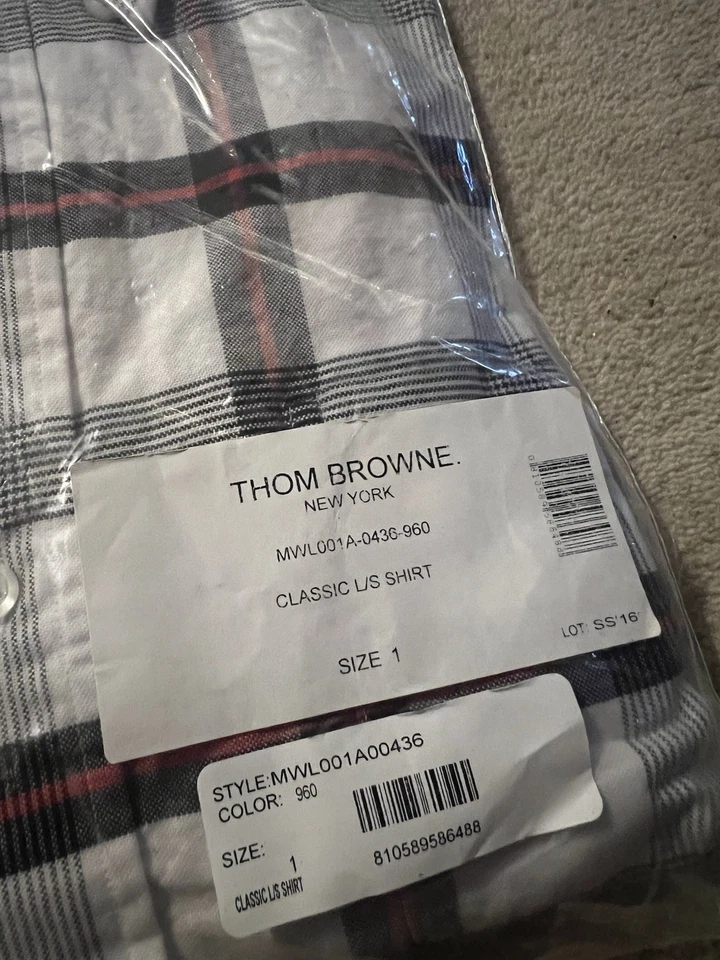 THOM BROWNE.
NEW YORK
MWL001A-0436-960
CLASSIC L/S SHIRT
SIZE 1
LOT: SS'16
STYLE:MWL001A00436
COLOR: 960
SIZE: 1
810589586488
CLASSIC L/S SHIRT